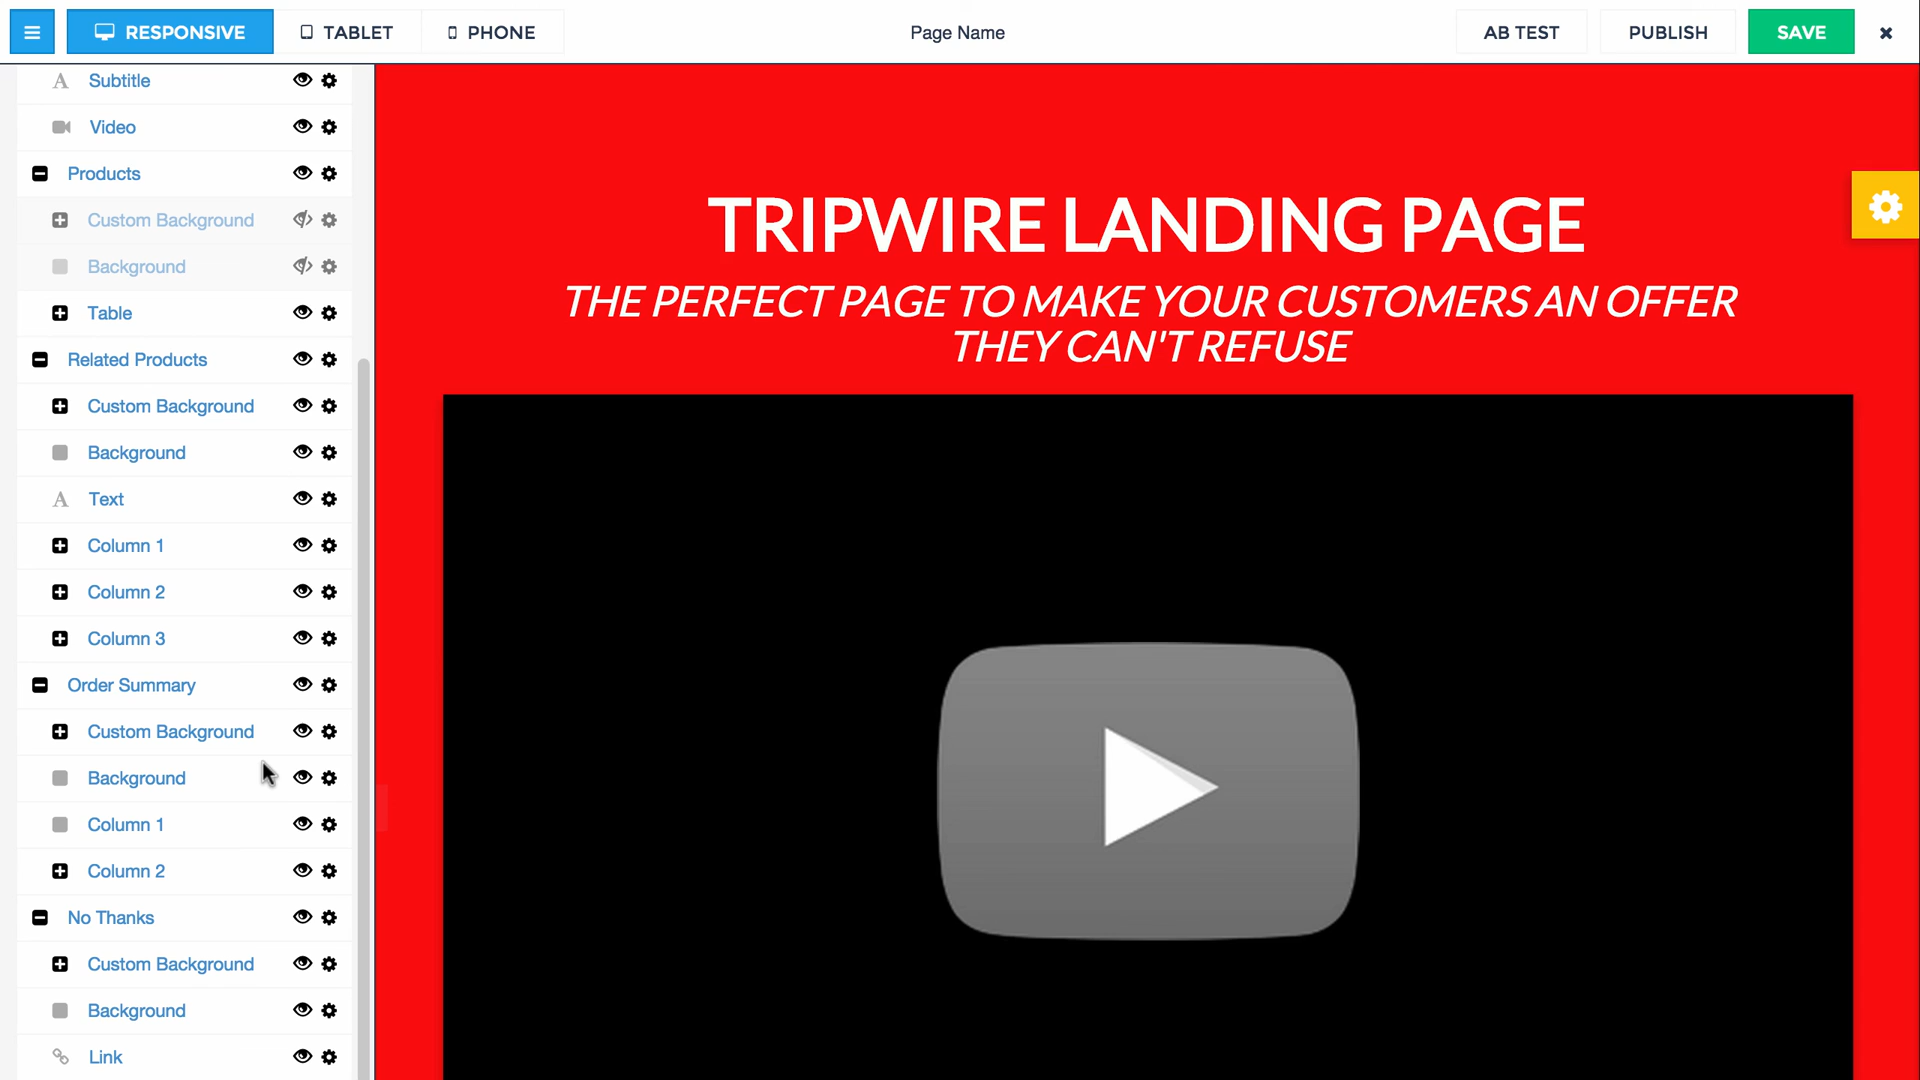 RESPONSIVE
TABLET
PHONE
Page Name
AB TEST
PUBLISH
SAVE
Subtitle
Video
Products
Custom Background
Background
Table
Related Products
Custom Background
Background
Text
Column 1
Column 2
Column 3
Order Summary
Custom Background
Background
Column 1
Column 2
No Thanks
Custom Background
Background
Link
TRIPWIRE LANDING PAGE
THE PERFECT PAGE TO MAKE YOUR CUSTOMERS AN OFFER
THEY CAN'T REFUSE